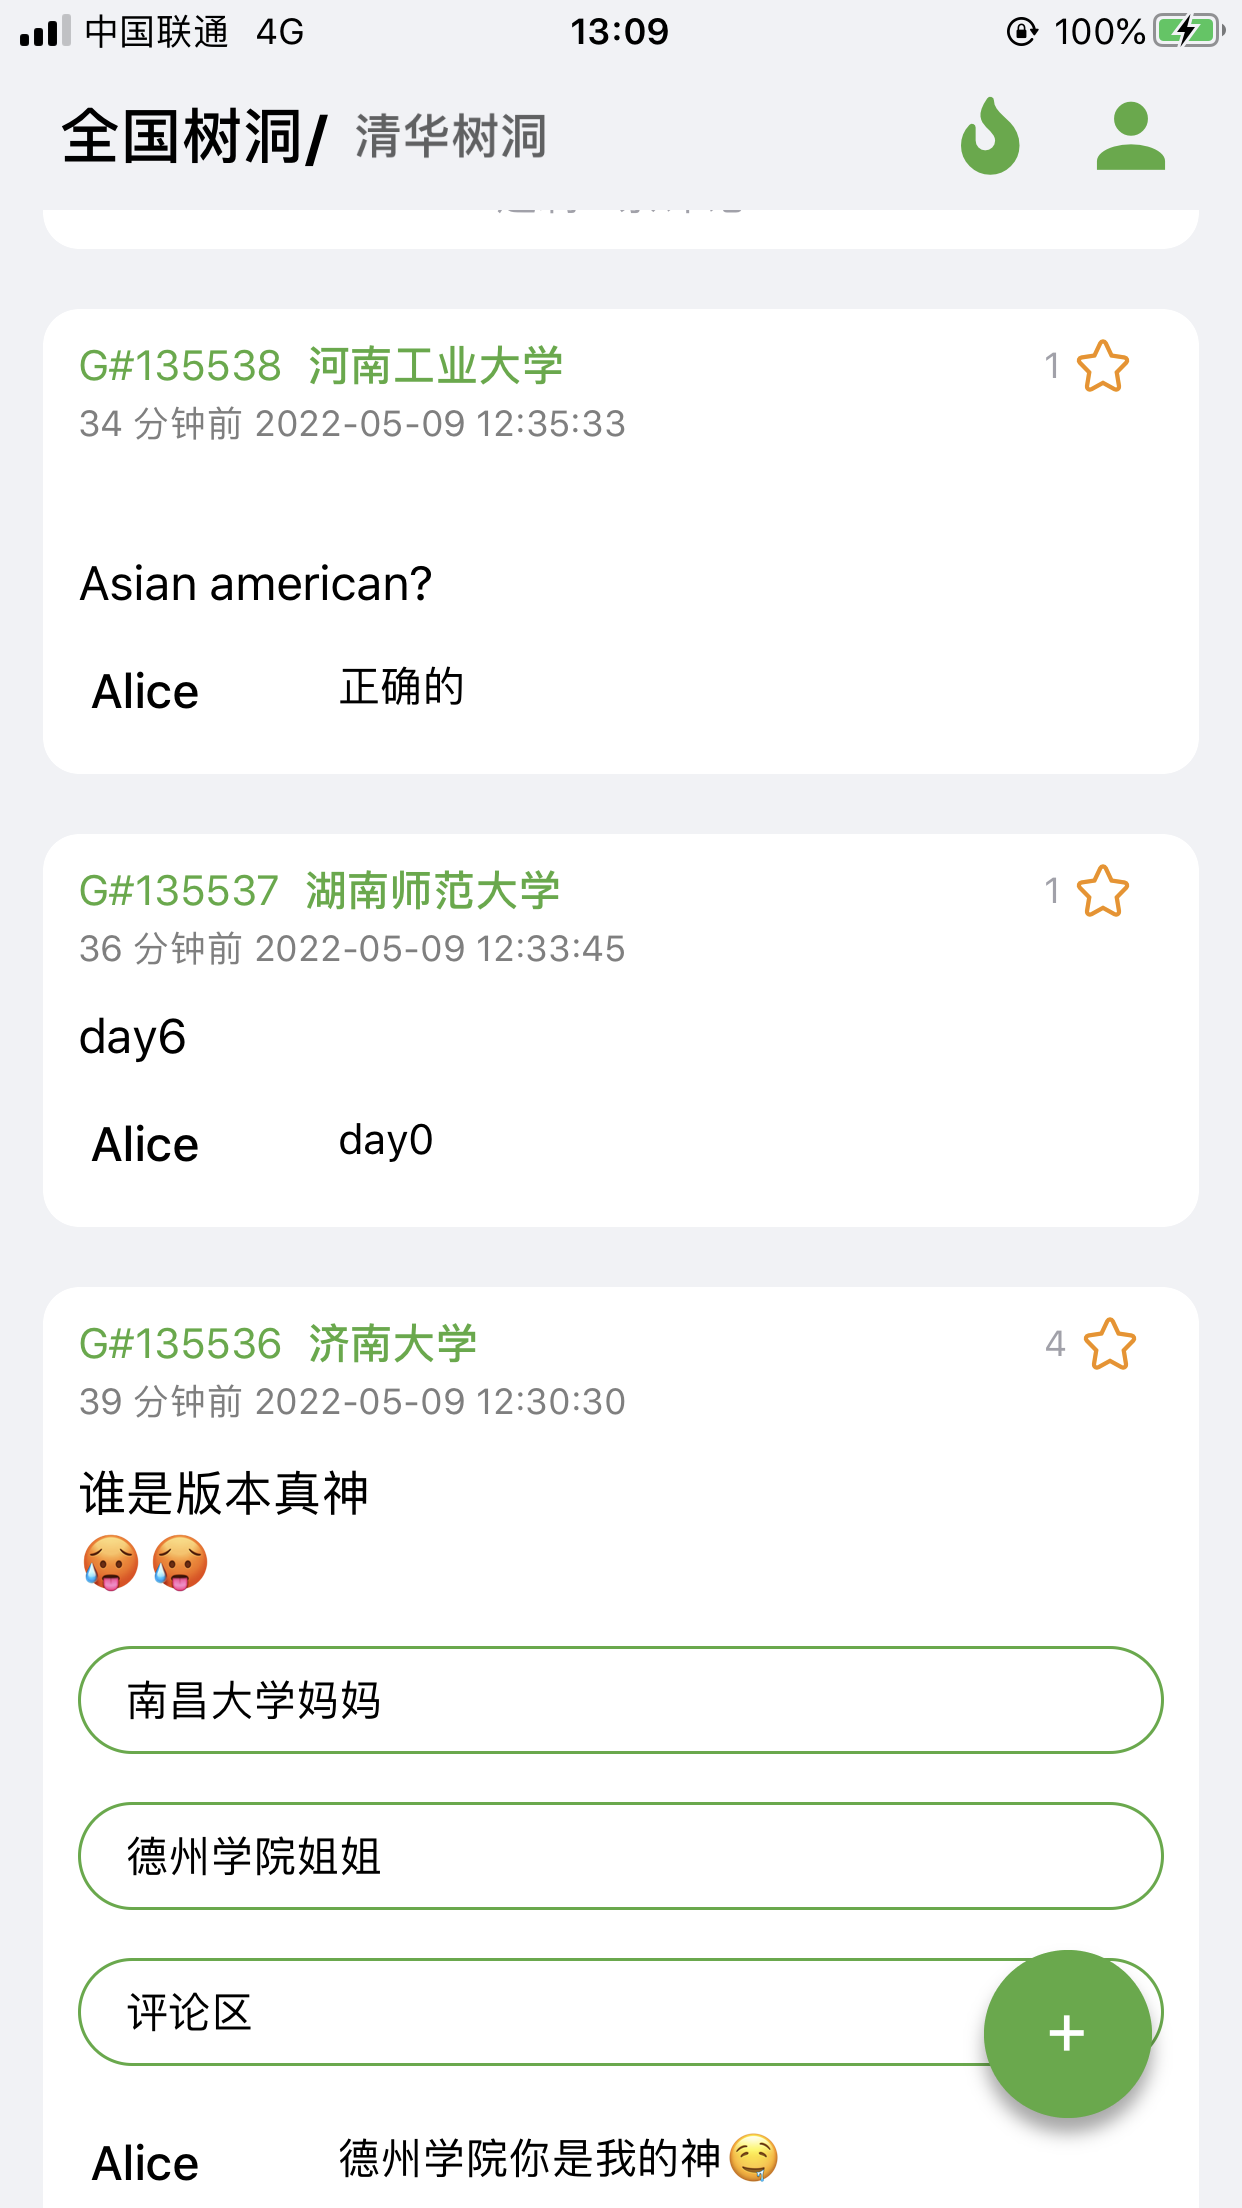 中国联通 4G 13:09 100%
全国树洞/ 清华树洞
G#135538 河南工业大学 1
34 分钟前 2022-05-09 12:35:33
Asian american?
Alice 正确的
G#135537 湖南师范大学 1
36 分钟前 2022-05-09 12:33:45
day6
Alice day0
G#135536 济南大学 4
39 分钟前 2022-05-09 12:30:30
谁是版本真神
🥵🥵
南昌大学妈妈
德州学院姐姐
评论区
+
Alice 德州学院你是我的神🤤